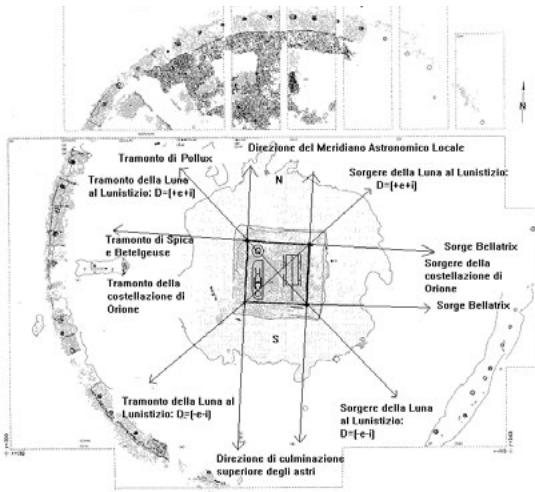 N
Direzione del Meridiano Astronomico Locale
Tramonto di Pollux
N
Tramonto della Luna
al Lunistizio: D=[+e+i]
Sorgere della Luna al Lunistizio:
D=[+e+i]
Tramonto di Spica
e Betelgeuse
Sorge Bellatrix
Sorgere della
costellazione di
Orione
Tramonto della
costellazione di
Orione
Sorge Bellatrix
S
Tramonto della Luna al
Lunistizio: D=[-e-i]
Sorgere della Luna
al Lunistizio:
D=[-e-i]
Direzione di culminazione
superiore degli astri